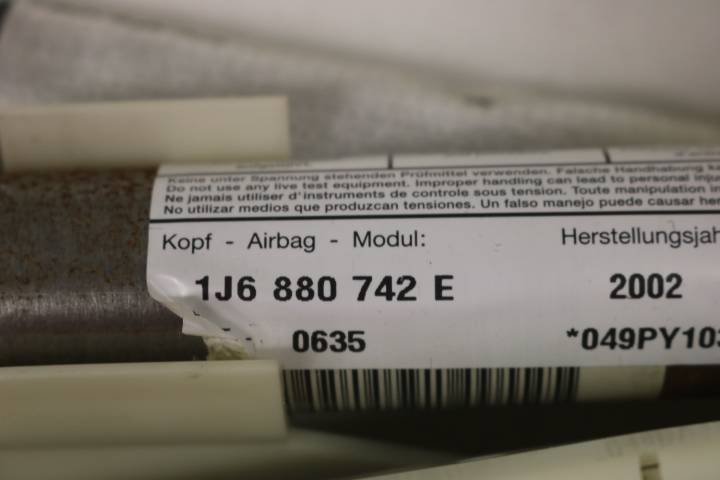 Keine unter Spannung stehenden Prüfmittel verwenden. Falsche Handhabung
Do not use any live test equipment. Improper handling can lead to personal
Ne jamais utiliser d'instruments de controle sous tension. Toute manipulation
No utilizar medios que produzcan tensiones. Un falso manejo puede causar
Kopf - Airbag - Modul: Herstellungsjah
1J6 880 742 E 2002
0635 *049PY103